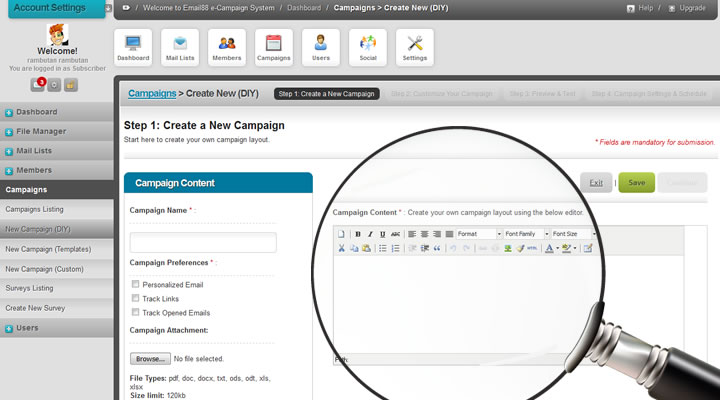 Account Settings
/ Welcome to Email88 e-Campaign System / Dashboard / Campaigns > Create New (DIY)
Help / Upgrade
Welcome!
rambutan rambutan
You are logged in as Subscriber
3
Dashboard
Mail Lists
Members
Campaigns
Users
Social
Settings
Dashboard
File Manager
Mail Lists
Members
Campaigns
Campaigns Listing
New Campaign (DIY)
New Campaign (Templates)
New Campaign (Custom)
Surveys Listing
Create New Survey
Users
Campaigns > Create New (DIY)
Step 1: Create a New Campaign
Step 2: Customize Your Campaign
Step 3: Preview & Test
Step 4: Campaign Settings & Schedule
Step 1: Create a New Campaign
Start here to create your own campaign layout.
* Fields are mandatory for submission.
Campaign Content
Exit | Save Continue
Campaign Name * :
Campaign Preferences * :
Personalized Email
Track Links
Track Opened Emails
Campaign Attachment:
Browse... No file selected.
File Types: pdf, doc, docx, txt, ods, odt, xls,
xlsx
Size limit: 120kb
Campaign Content * : Create your own campaign layout using the below editor.
B I U ABC Format Font Family Font Size
HTML A
Path: